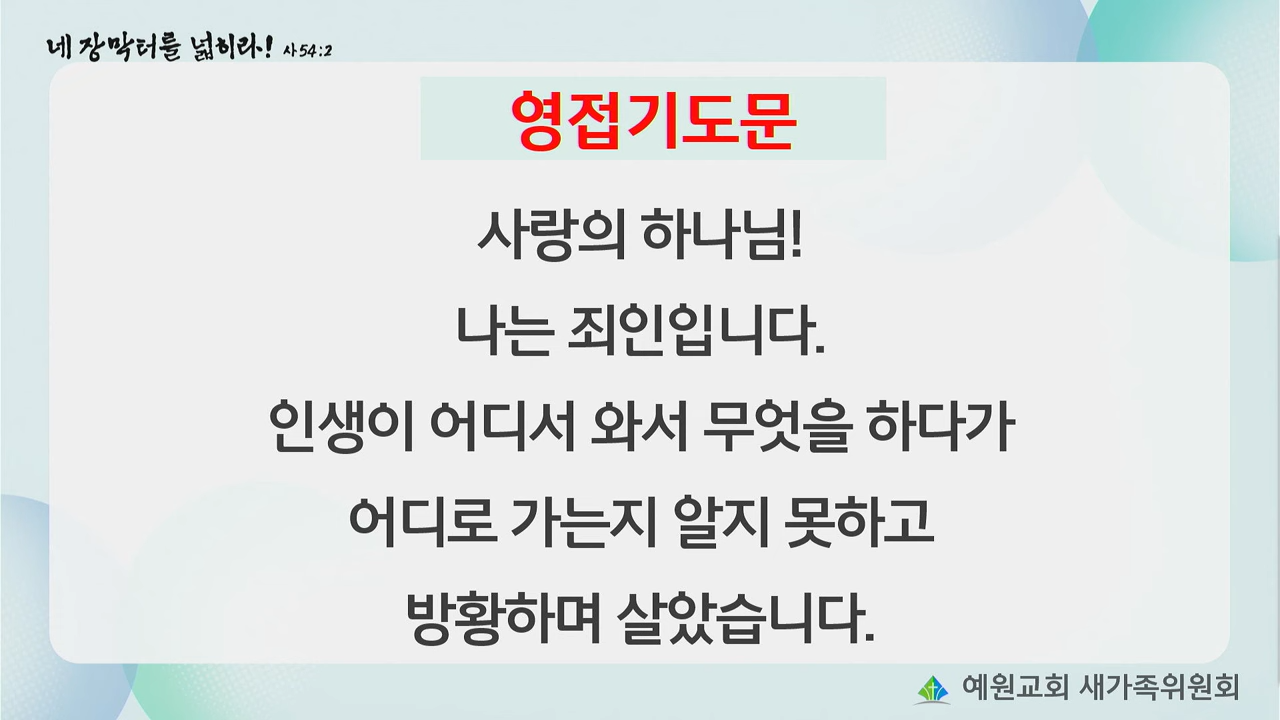 네 장막터를 넓히라! 사54:2
영접기도문
사랑의 하나님!
나는 죄인입니다.
인생이 어디서 와서 무엇을 하다가
어디로 가는지 알지 못하고
방황하며 살았습니다.
예원교회 새가족위원회